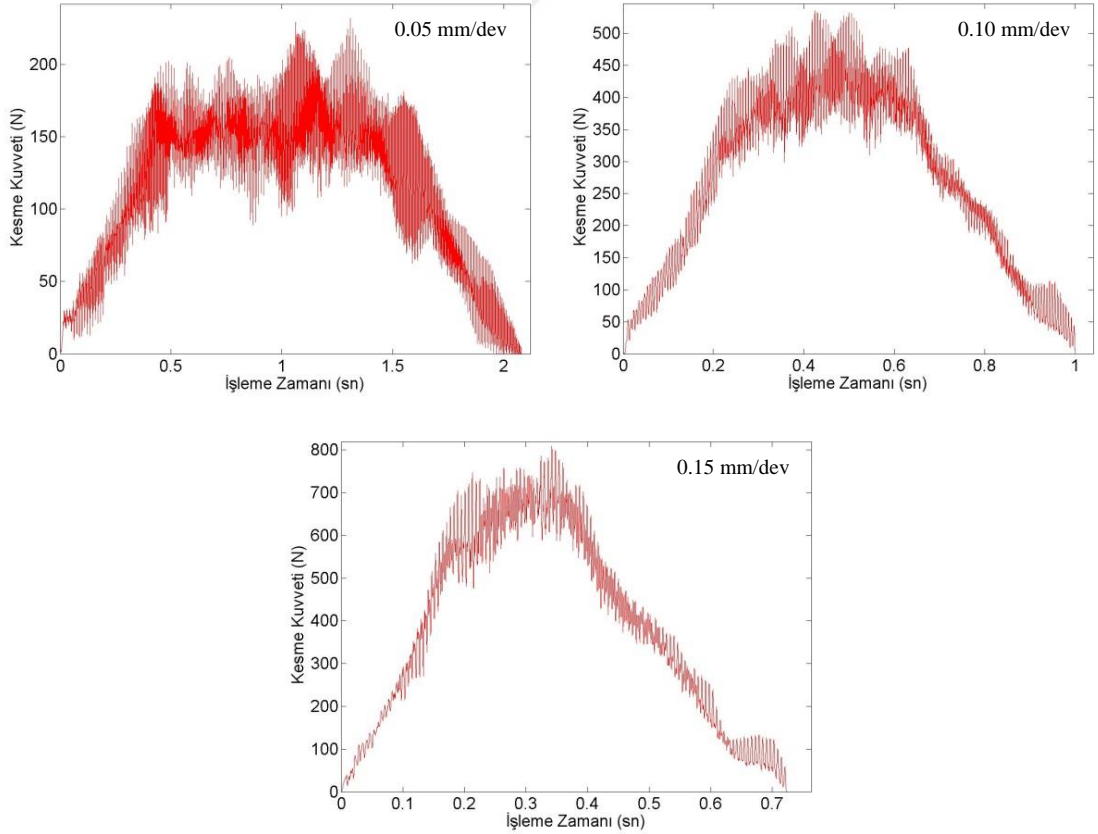 0.05 mm/dev
Kesme Kuvveti (N)
200
150
100
50
0
0 0.5 1 1.5 2
İşleme Zamanı (sn)
0.10 mm/dev
Kesme Kuvveti (N)
500
450
400
350
300
250
200
150
100
50
0
0 0.2 0.4 0.6 0.8 1
İşleme Zamanı (sn)
0.15 mm/dev
Kesme Kuvveti (N)
800
700
600
500
400
300
200
100
0
0 0.1 0.2 0.3 0.4 0.5 0.6 0.7
İşleme Zamanı (sn)